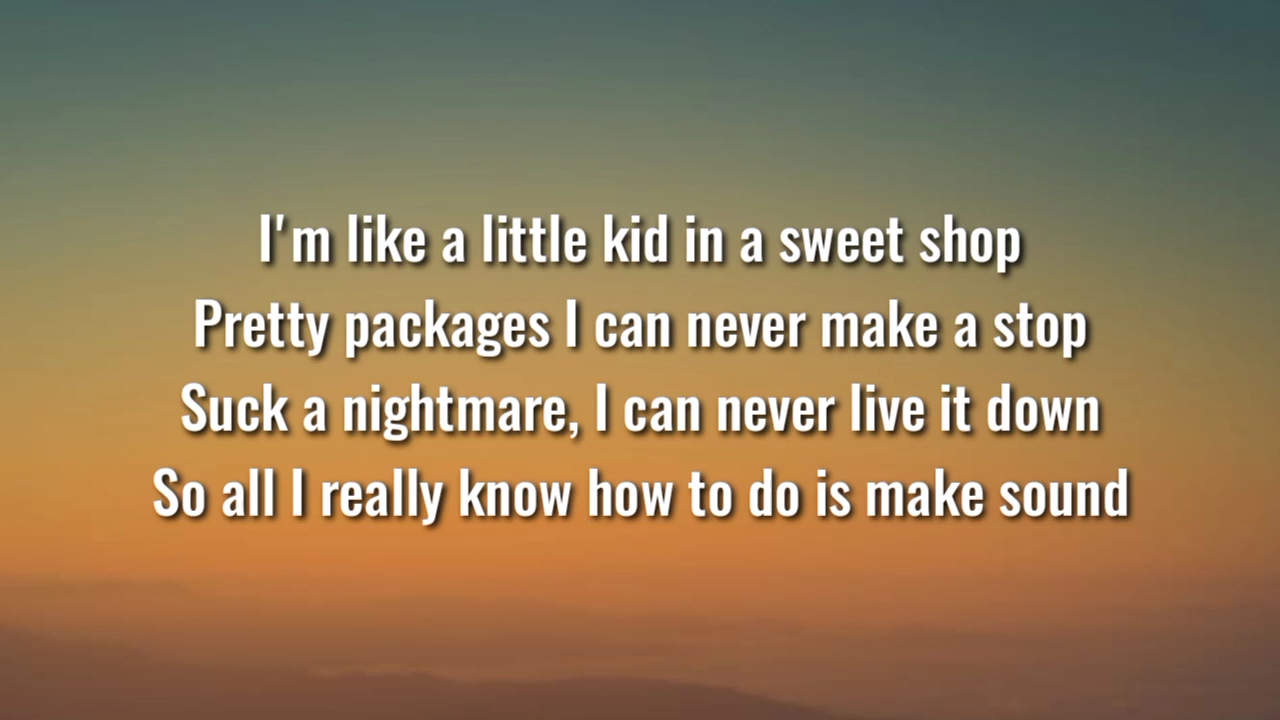 I'm like a little kid in a sweet shop
Pretty packages I can never make a stop
Suck a nightmare, I can never live it down
So all I really know how to do is make sound